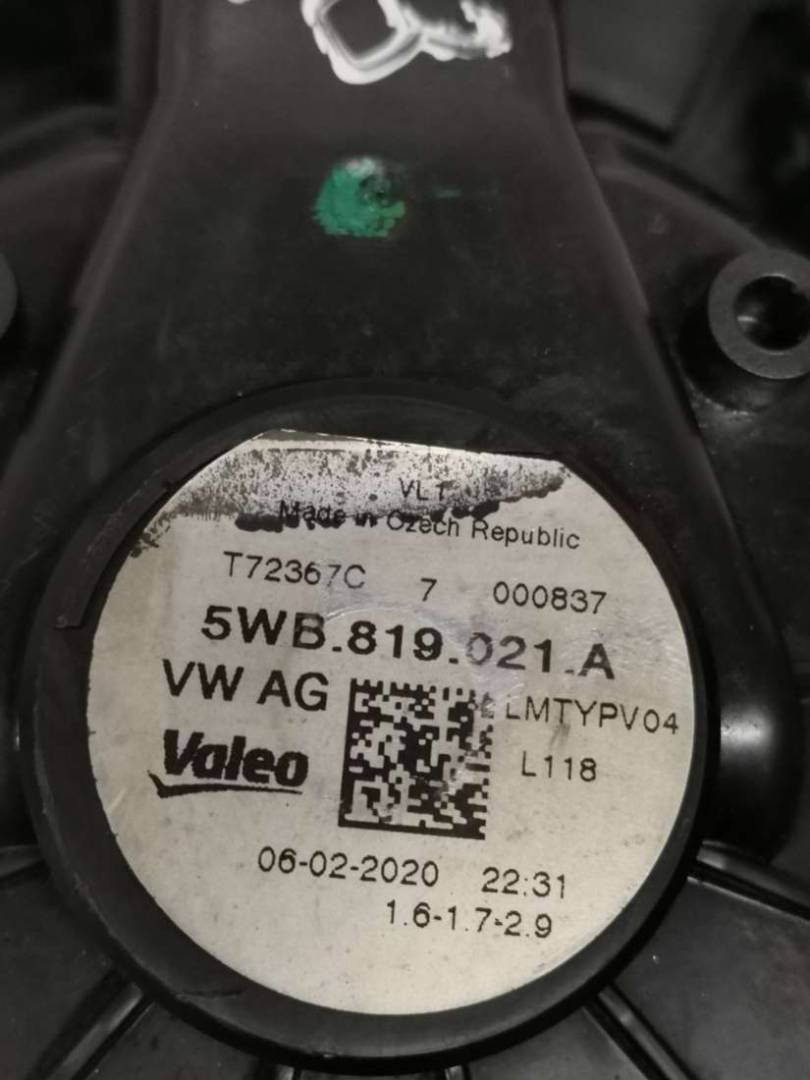 VLT
Made in Czech Republic
T72367C 7 000837
5WB.819.021.A
VW AG
LMTYPV04
Valeo
L118
06-02-2020 22:31
1.6-1.7-2.9